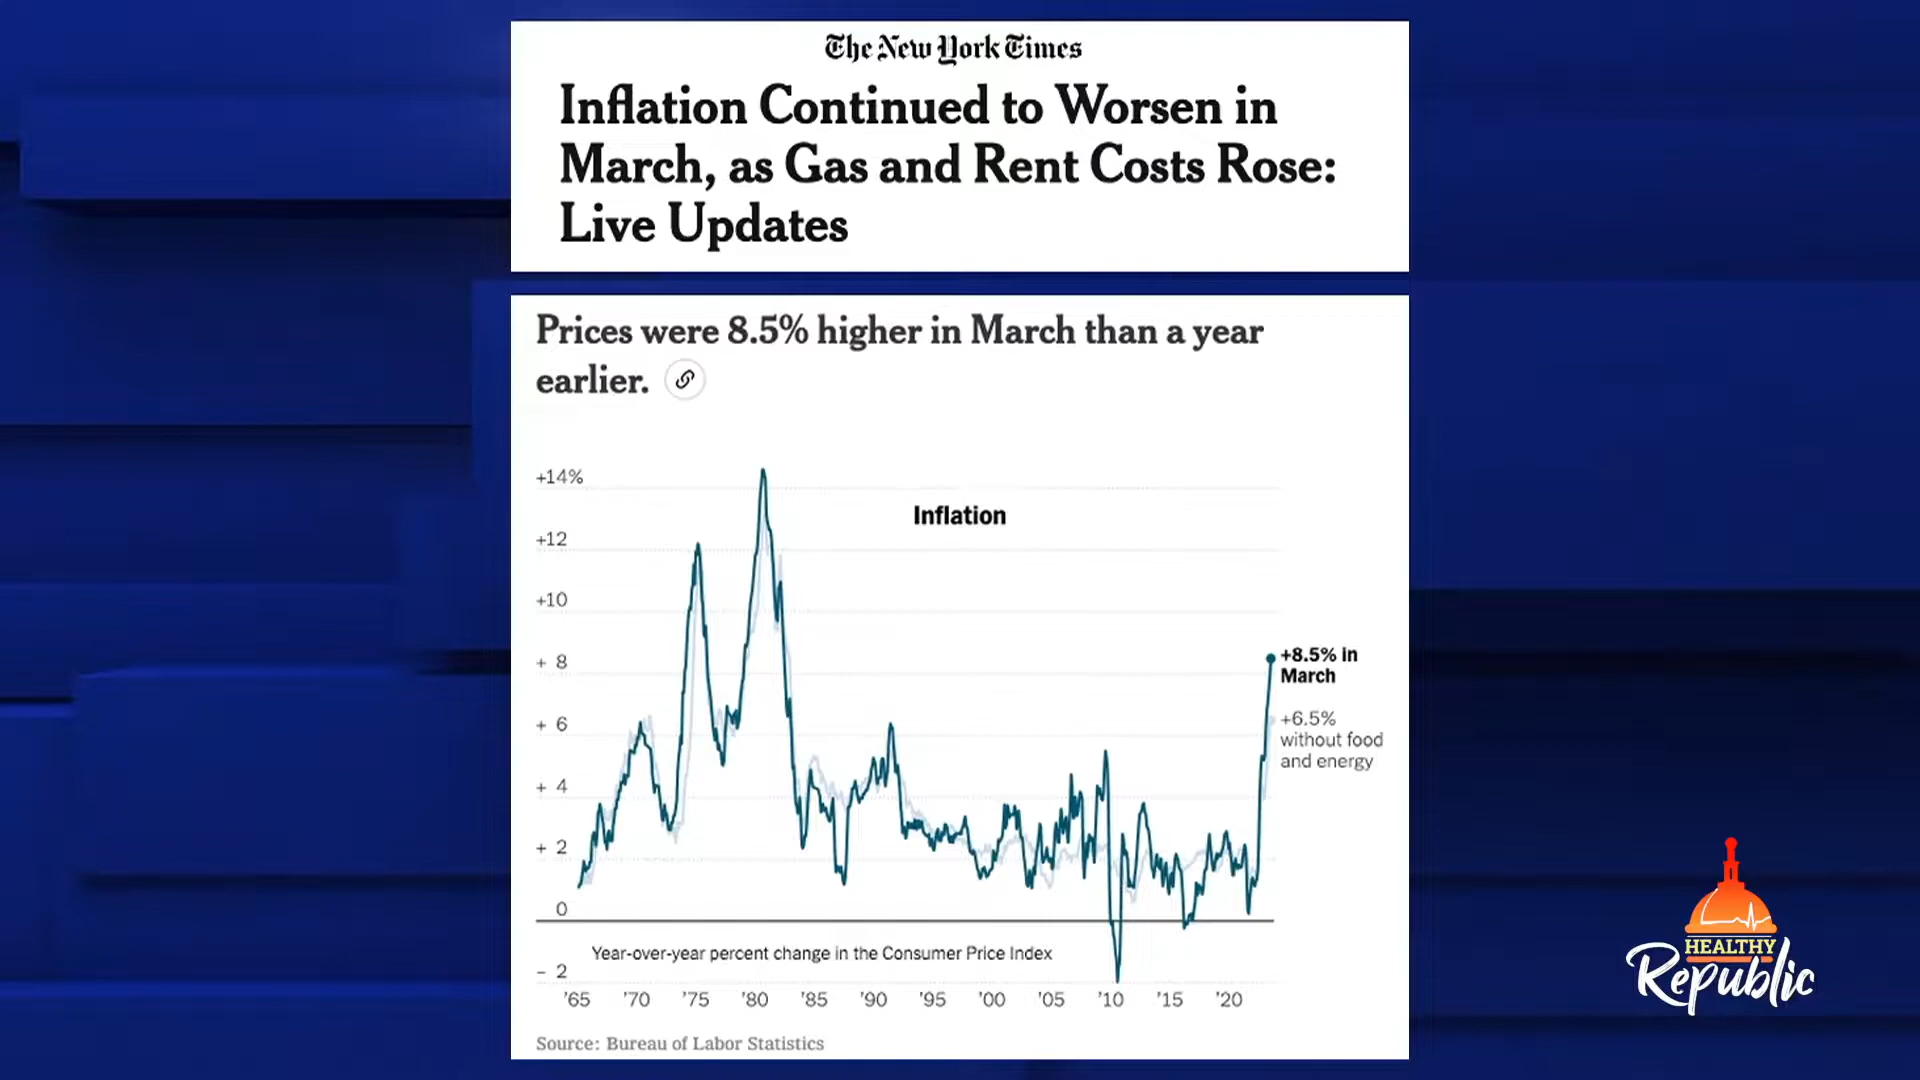 The New York Times
Inflation Continued to Worsen in
March, as Gas and Rent Costs Rose:
Live Updates
Prices were 8.5% higher in March than a year
earlier.
+14%
Inflation
+12
+10
+ 8
+8.5% in
March
+ 6
+6.5%
without food
and energy
+ 4
+ 2
0
Year-over-year percent change in the Consumer Price Index
– 2
'65 '70 '75 '80 '85 '90 '95 '00 '05 '10 '15 '20
Source: Bureau of Labor Statistics
HEALTHY
Republic